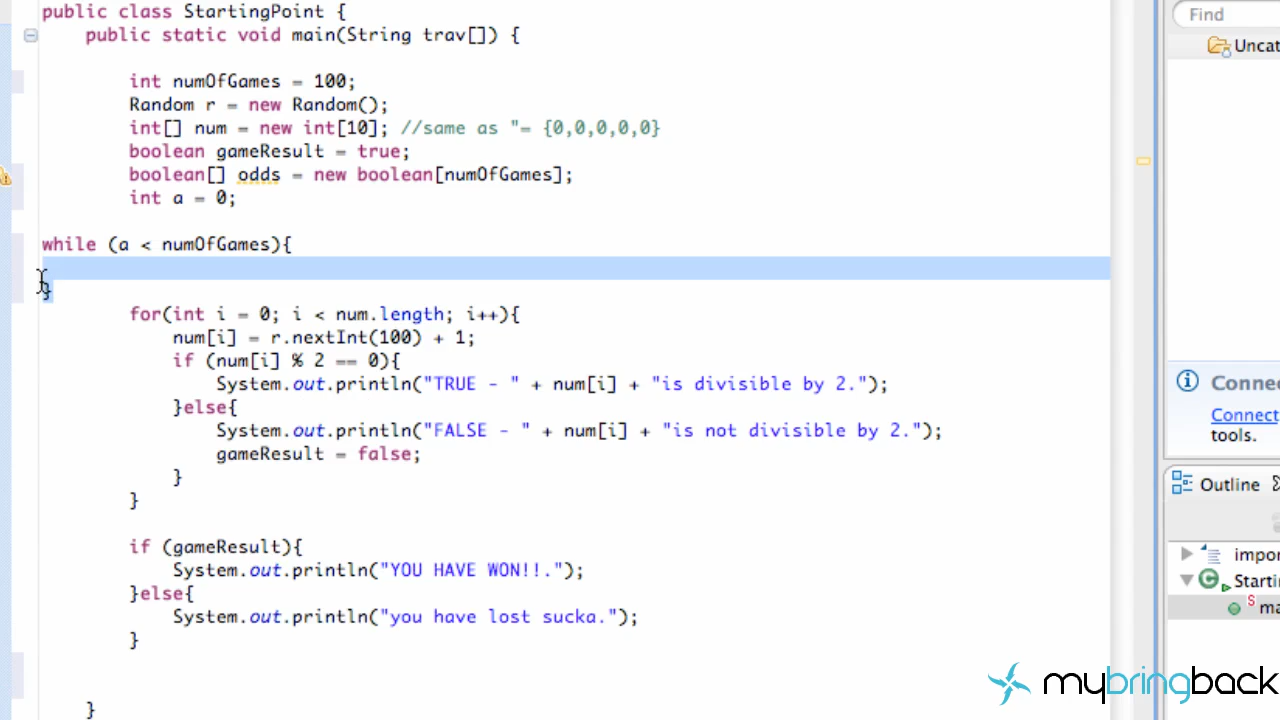 public class StartingPoint {
public static void main(String trav[]) {
int numOfGames = 100;
Random r = new Random();
int[] num = new int[10]; //same as "= {0,0,0,0,0}
boolean gameResult = true;
boolean[] odds = new boolean[numOfGames];
int a = 0;
while (a < numOfGames){
}
for(int i = 0; i < num.length; i++){
num[i] = r.nextInt(100) + 1;
if (num[i] % 2 == 0){
System.out.println("TRUE - " + num[i] + "is divisible by 2.");
}else{
System.out.println("FALSE - " + num[i] + "is not divisible by 2.");
gameResult = false;
}
}
if (gameResult){
System.out.println("YOU HAVE WON!!.");
}else{
System.out.println("you have lost sucka.");
}
}
Find
Uncat
Connec
Connect
tools.
Outline
impor
Starti
S ma
mybringback